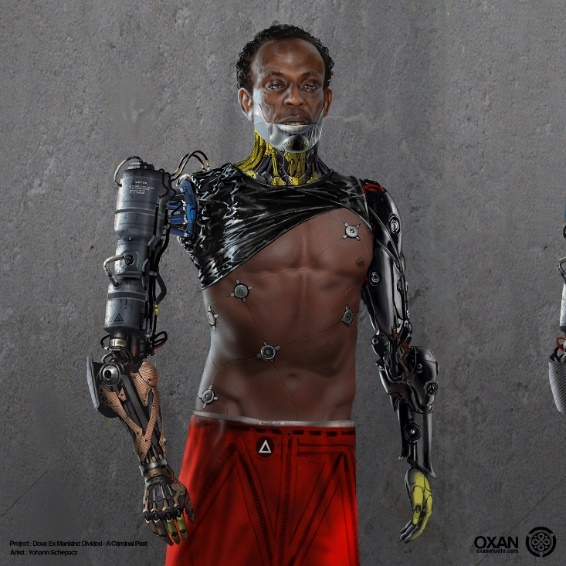 Project : Deus Ex Mankind Divided - A Criminal Past
Artist : Yohann Schepacz
OXAN
oxanstudio.com